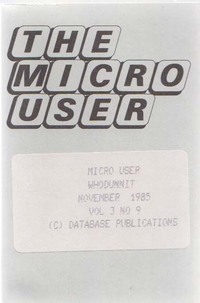 THE
MICRO
USER
MICRO USER
WHODUNNIT
NOVEMBER 1985
VOL 3 NO 9
(C) DATABASE PUBLICATIONS